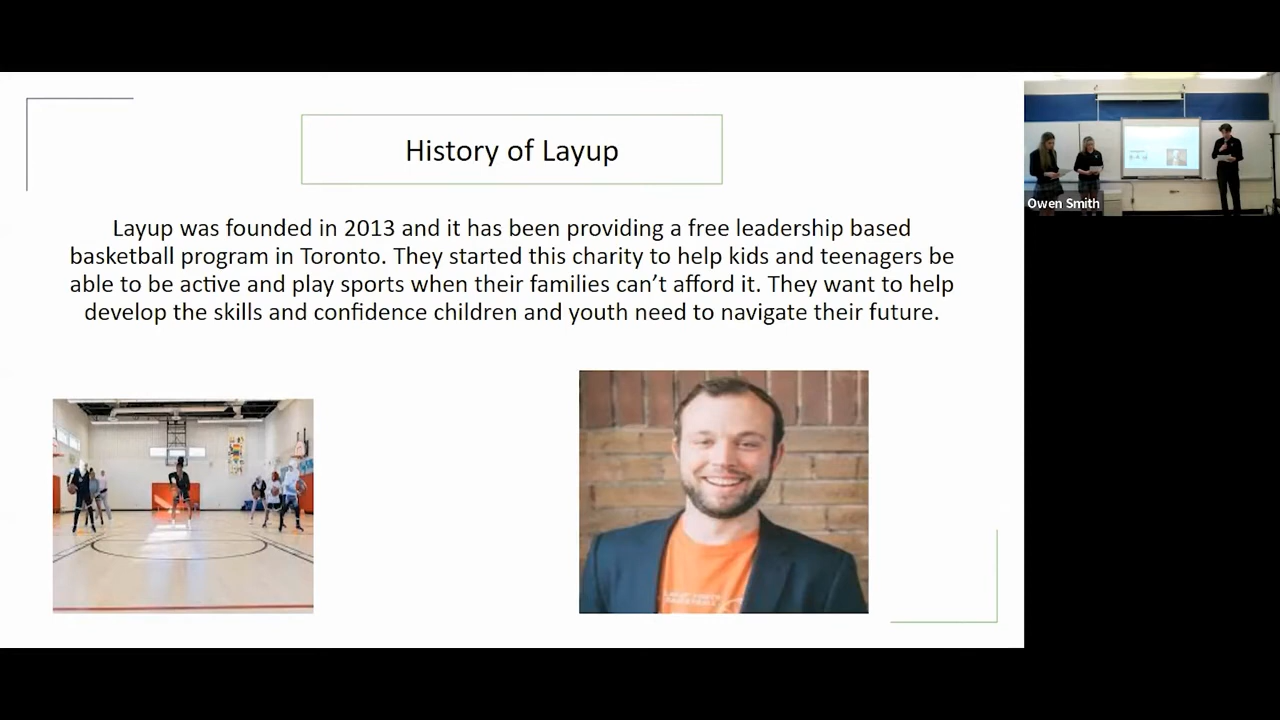 History of Layup
Layup was founded in 2013 and it has been providing a free leadership based
basketball program in Toronto. They started this charity to help kids and teenagers be
able to be active and play sports when their families can’t afford it. They want to help
develop the skills and confidence children and youth need to navigate their future.
Owen Smith